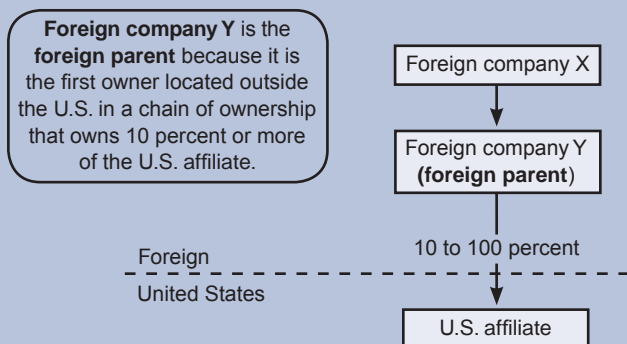 Foreign company Y is the
foreign parent because it is
the first owner located outside
the U.S. in a chain of ownership
that owns 10 percent or more
of the U.S. affiliate.
Foreign company X
Foreign company Y
(foreign parent)
10 to 100 percent
Foreign
United States
U.S. affiliate